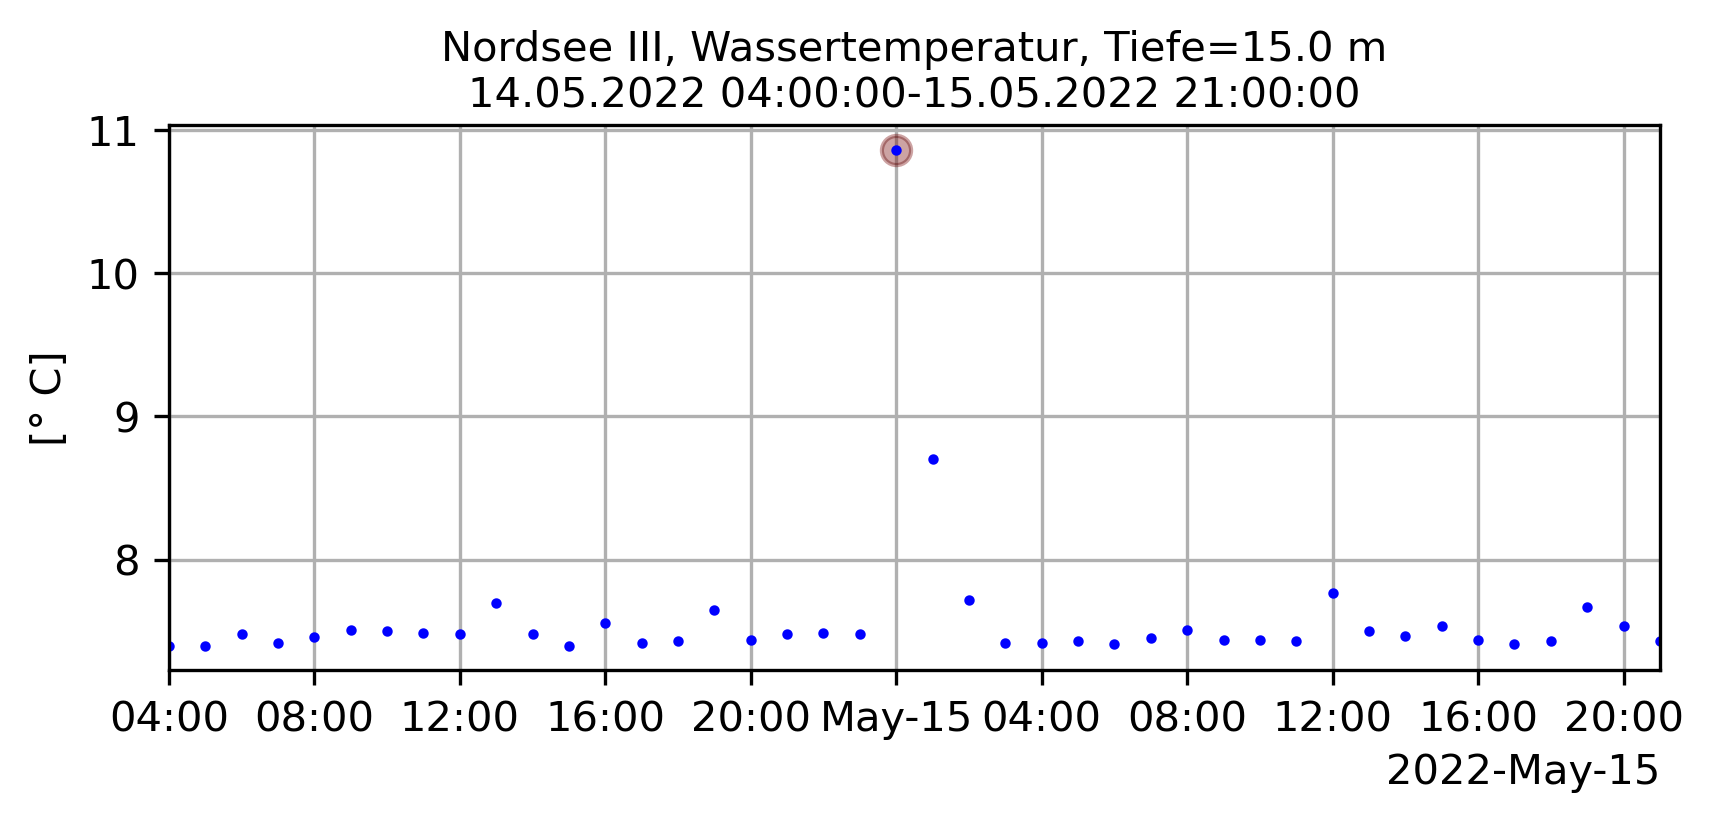 Nordsee III, Wassertemperatur, Tiefe=15.0 m
14.05.2022 04:00:00-15.05.2022 21:00:00
11
10
9
8
[° C]
04:00 08:00 12:00 16:00 20:00 May-15 04:00 08:00 12:00 16:00 20:00
2022-May-15